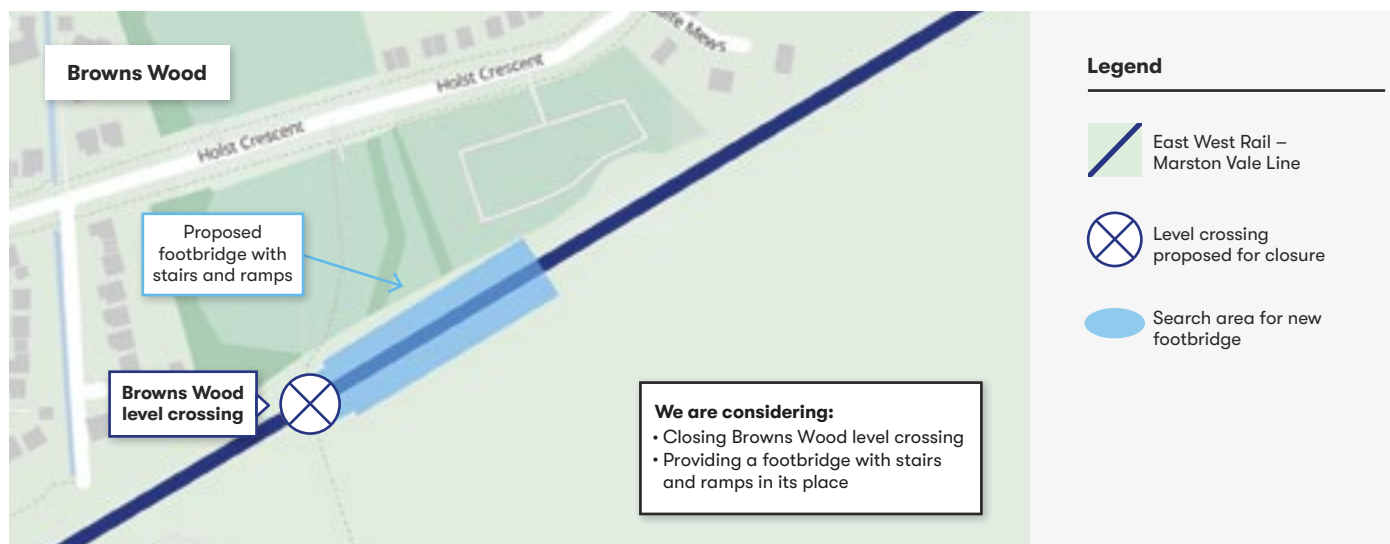 Browns Wood
Holst Crescent
Holst Crescent
Mews
Proposed
footbridge with
stairs and ramps
Browns Wood
level crossing
We are considering:
• Closing Browns Wood level crossing
• Providing a footbridge with stairs
and ramps in its place
Legend
East West Rail –
Marston Vale Line
Level crossing
proposed for closure
Search area for new
footbridge